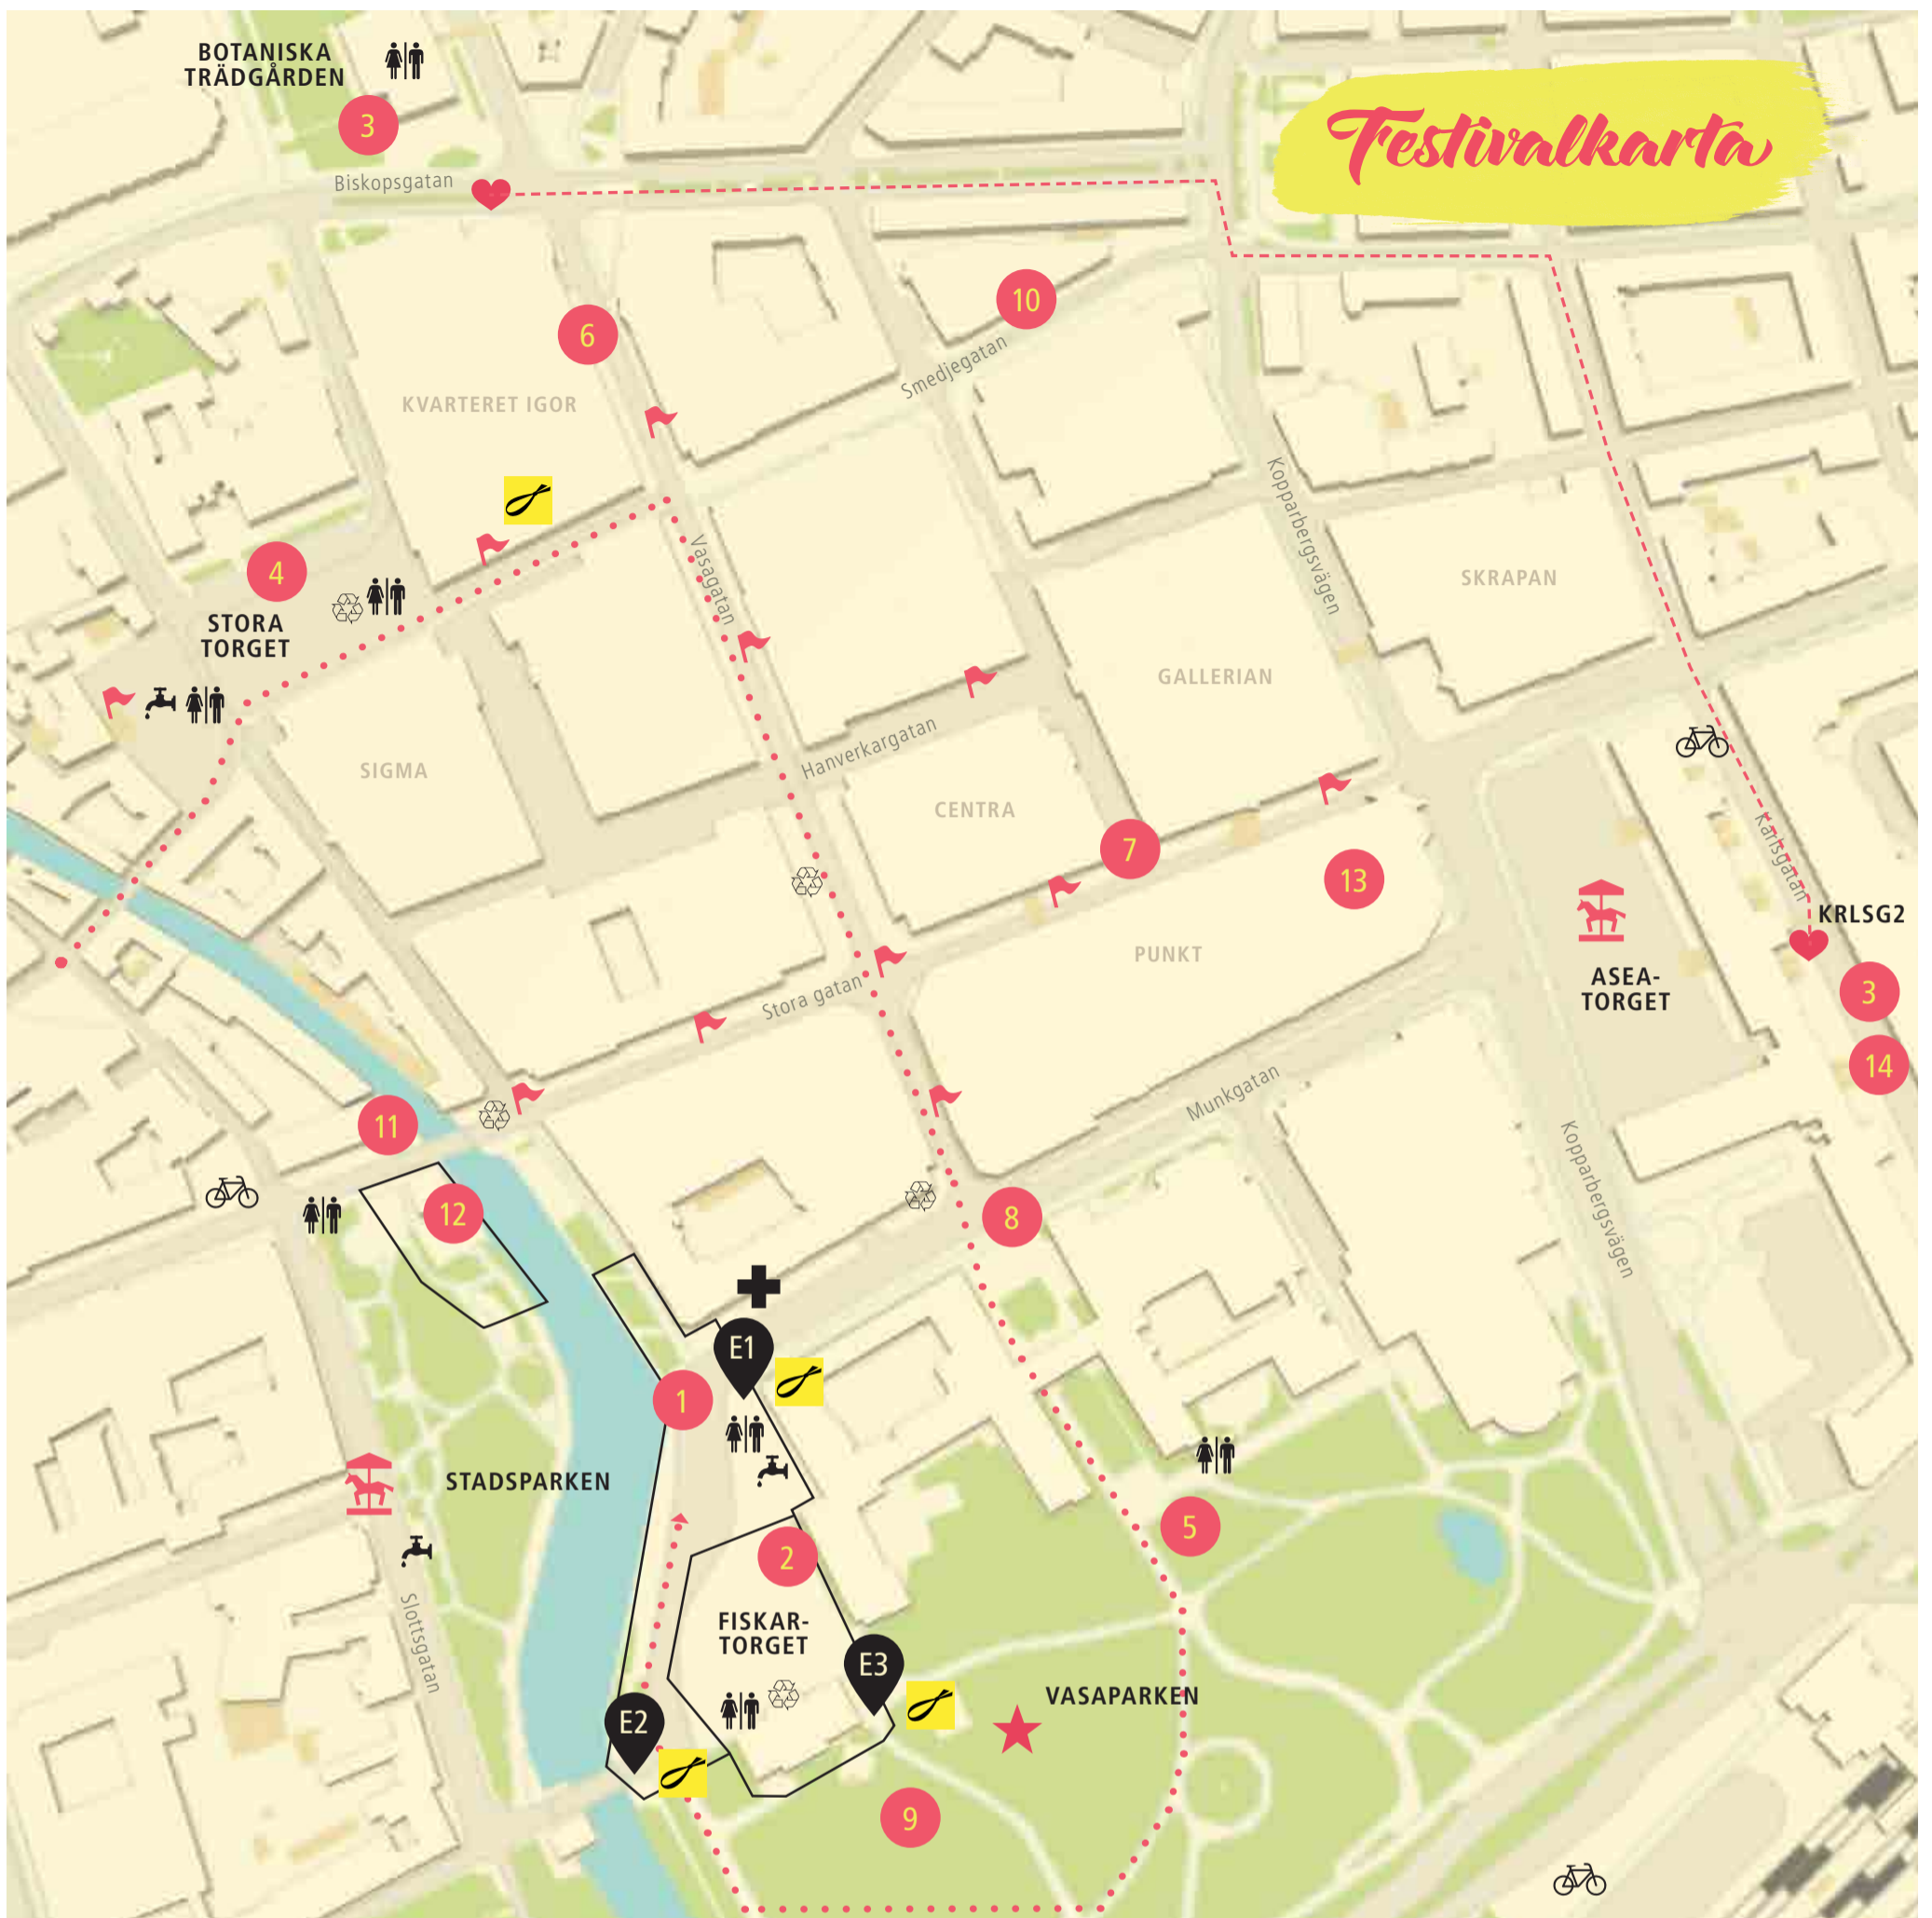 BOTANISKA
TRÄDGÅRDEN
3
Festivalkarta
Biskopsgatan
10
6
Smedjegatan
KVARTERET IGOR
Kopparbergsvägen
Vasagatan
4
SKRAPAN
STORA
TORGET
GALLERIAN
Hanverkargatan
SIGMA
CENTRA
7
13
Karlsgatan
KRLSG2
PUNKT
ASEA-
TORGET
3
Stora gatan
14
Munkgatan
11
12
8
Kopparbergsvägen
E1
1
STADSPARKEN
5
2
Slottsgatan
FISKAR-
TORGET
E3
VASAPARKEN
E2
9